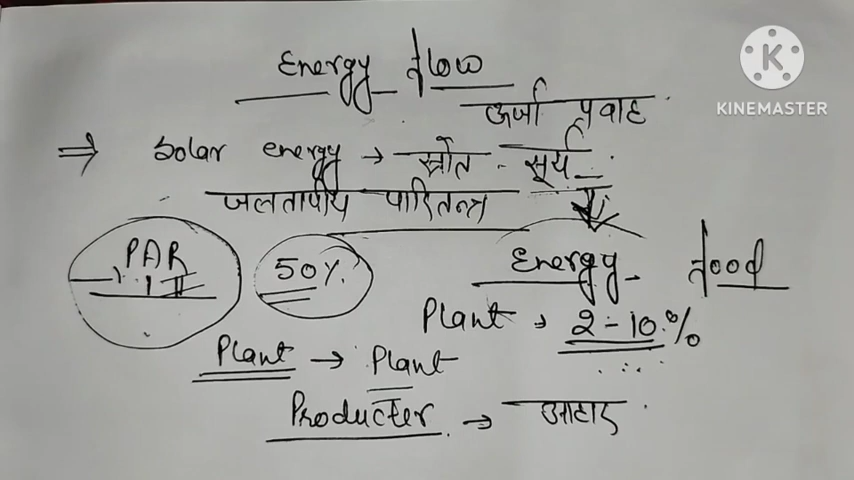 Energy flow
KINEMASTER
ऊर्जा प्रवाह
⇒ Solar energy → स्रोत - सूर्य
जलतापीय पारितन्त्र
PAR
50%
Energy food
Plant → 2-10%
Plant → Plant
Producter → आहार